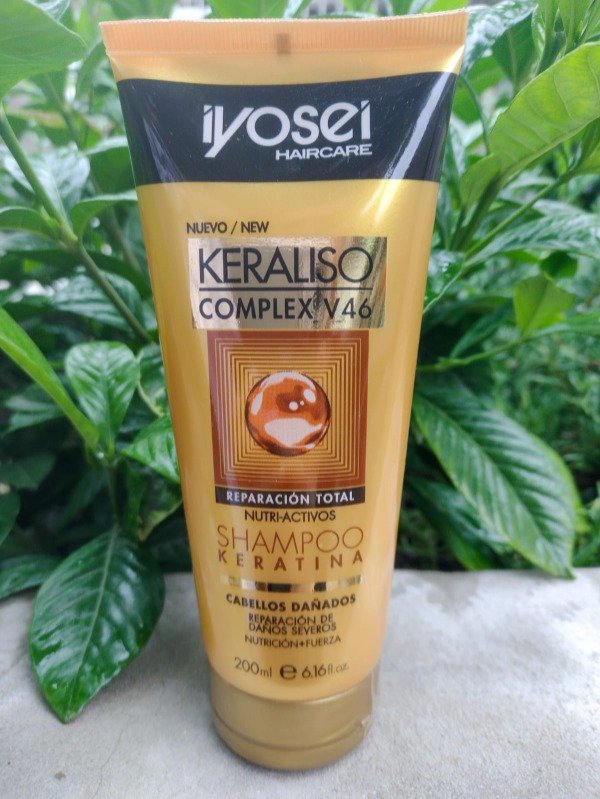 iyosei
HAIRCARE
NUEVO / NEW
KERALISO
COMPLEX V46
REPARACIÓN TOTAL
NUTRI-ACTIVOS
SHAMPOO
KERATINA
CABELLOS DAÑADOS
REPARACIÓN DE
DAÑOS SEVEROS
NUTRICIÓN+FUERZA
200ml e 6.16fl.oz.